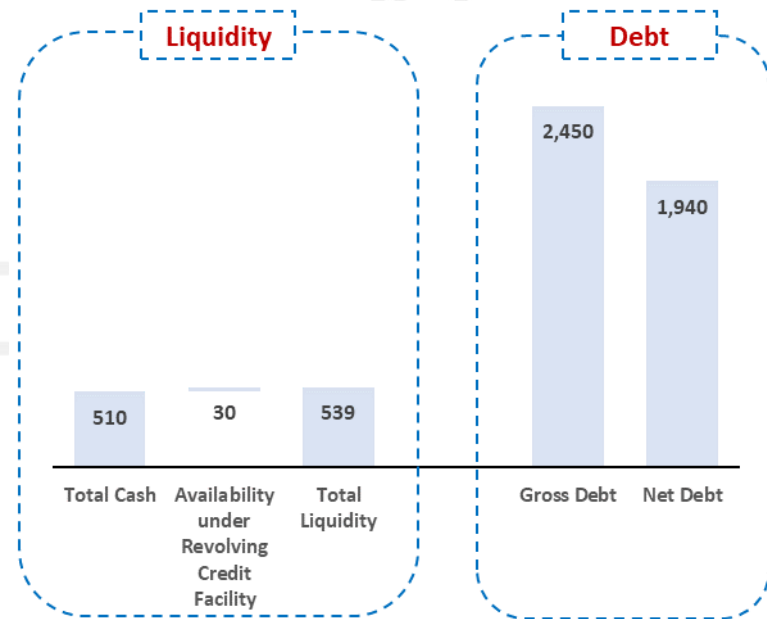 Liquidity
Debt
2,450
1,940
510
30
539
Total Cash
Availability
under
Revolving
Credit
Facility
Total
Liquidity
Gross Debt
Net Debt